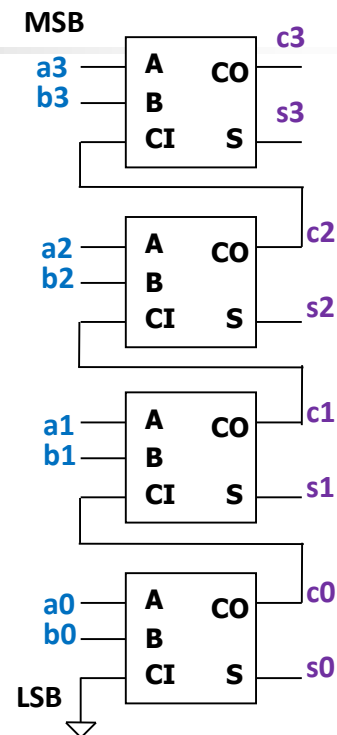 MSB
c3
a3 A CO
b3 B s3
CI S
c2
a2 A CO
b2 B
CI S s2
a1 A CO c1
b1 B
CI S s1
a0 A CO c0
b0 B
CI S s0
LSB